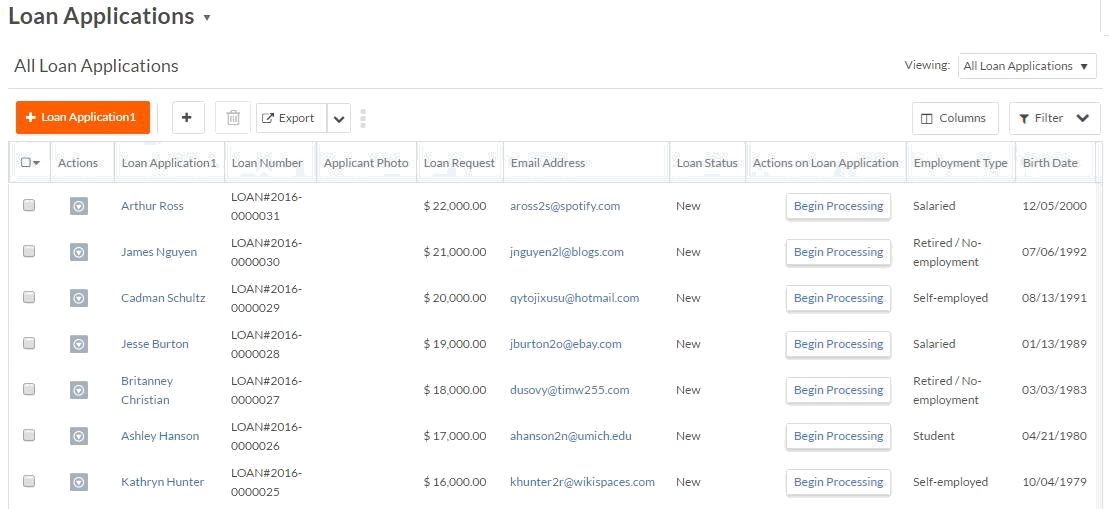 Loan Applications
All Loan Applications
Viewing: All Loan Applications
Loan Application1
Export
Columns
Filter
Actions Loan Application1 Loan Number Applicant Photo Loan Request Email Address Loan Status Actions on Loan Application Employment Type Birth Date
Arthur Ross LOAN#2016-0000031 $ 22,000.00 aross2s@spotify.com New Begin Processing Salaried 12/05/2000
James Nguyen LOAN#2016-0000030 $ 21,000.00 jnguyen2l@blogs.com New Begin Processing Retired / No-employment 07/06/1992
Cadman Schultz LOAN#2016-0000029 $ 20,000.00 qytojixusu@hotmail.com New Begin Processing Self-employed 08/13/1991
Jesse Burton LOAN#2016-0000028 $ 19,000.00 jburton2o@ebay.com New Begin Processing Salaried 01/13/1989
Britanney Christian LOAN#2016-0000027 $ 18,000.00 dusovy@timw255.com New Begin Processing Retired / No-employment 03/03/1983
Ashley Hanson LOAN#2016-0000026 $ 17,000.00 ahanson2n@umich.edu New Begin Processing Student 04/21/1980
Kathryn Hunter LOAN#2016-0000025 $ 16,000.00 khunter2r@wikispaces.com New Begin Processing Self-employed 10/04/1979